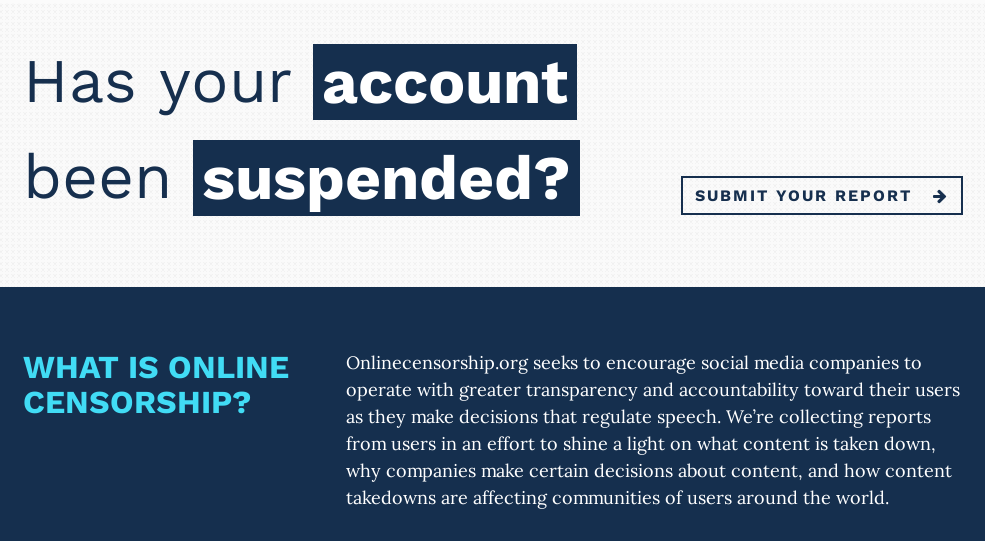 Has your account
been suspended?
SUBMIT YOUR REPORT →
WHAT IS ONLINE
CENSORSHIP?
Onlinecensorship.org seeks to encourage social media companies to
operate with greater transparency and accountability toward their users
as they make decisions that regulate speech. We’re collecting reports
from users in an effort to shine a light on what content is taken down,
why companies make certain decisions about content, and how content
takedowns are affecting communities of users around the world.